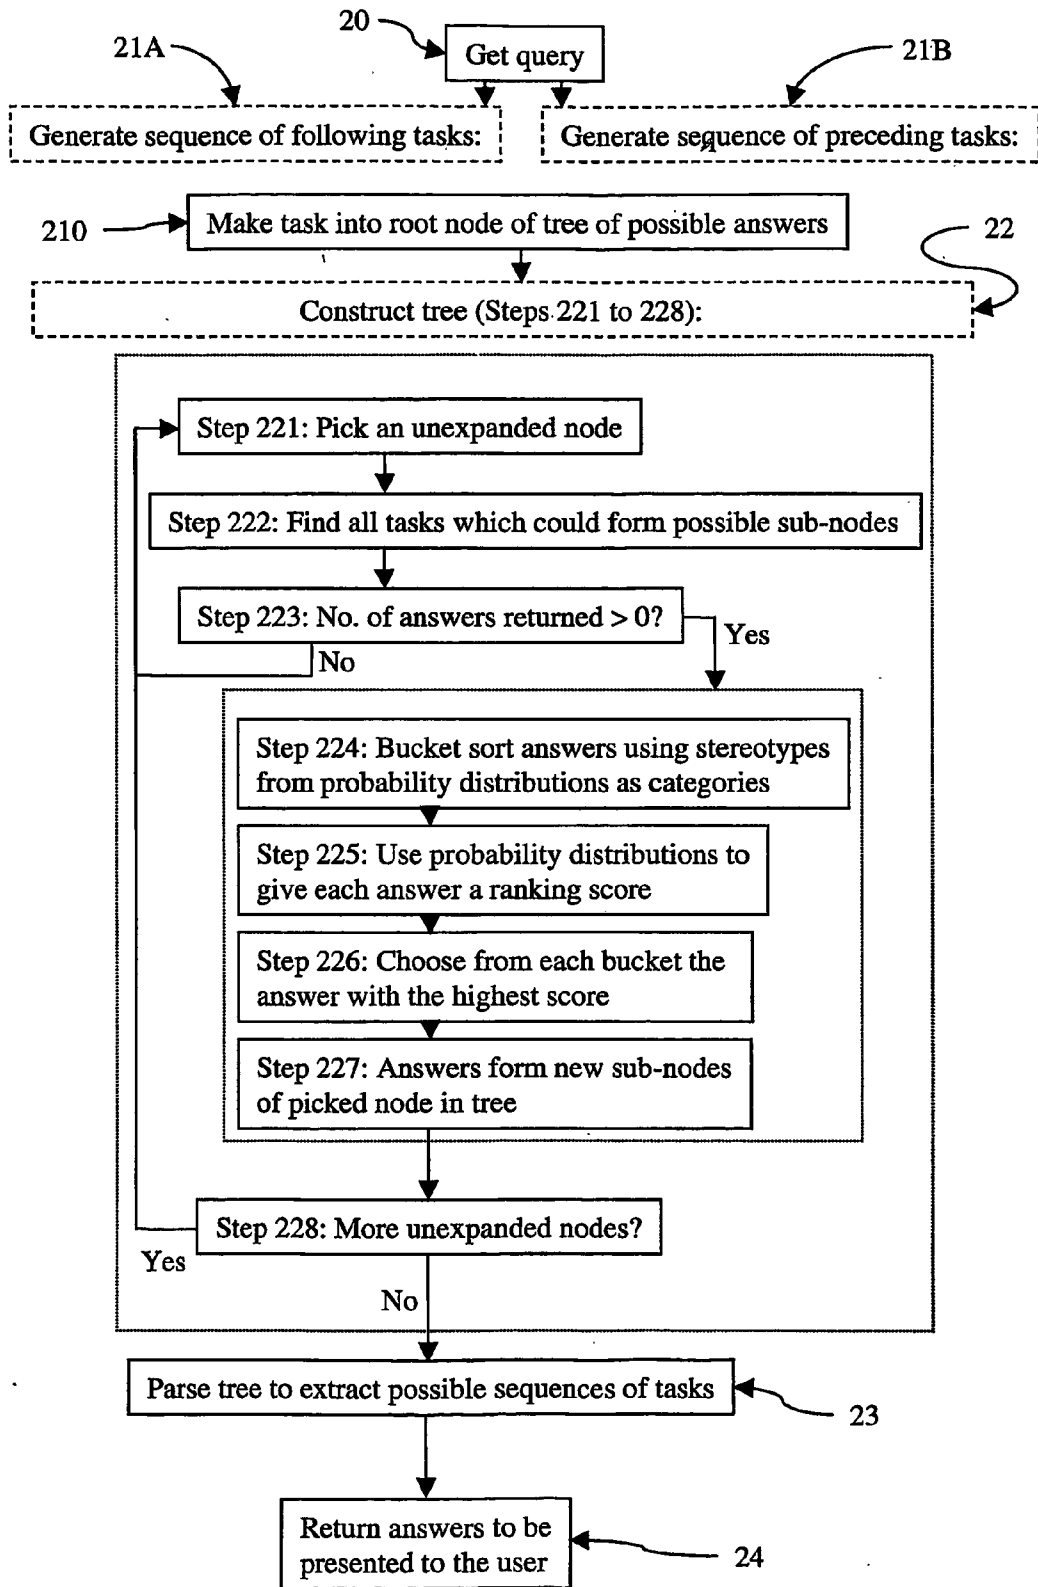 20
21A
Get query
21B
Generate sequence of following tasks:
Generate sequence of preceding tasks:
210
Make task into root node of tree of possible answers
22
Construct tree (Steps 221 to 228):
Step 221: Pick an unexpanded node
Step 222: Find all tasks which could form possible sub-nodes
Step 223: No. of answers returned > 0?
Yes
No
Step 224: Bucket sort answers using stereotypes
from probability distributions as categories
Step 225: Use probability distributions to
give each answer a ranking score
Step 226: Choose from each bucket the
answer with the highest score
Step 227: Answers form new sub-nodes
of picked node in tree
Step 228: More unexpanded nodes?
Yes
No
Parse tree to extract possible sequences of tasks
23
Return answers to be
presented to the user
24